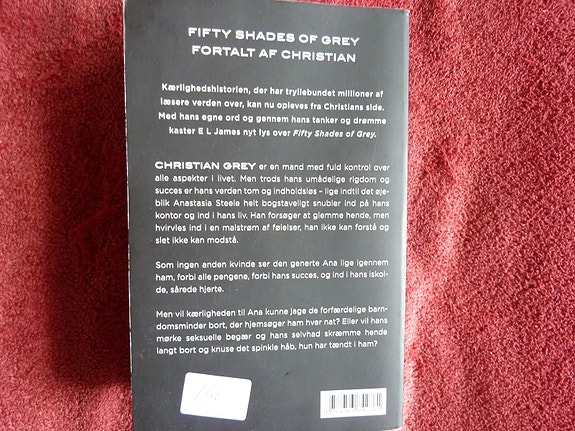 FIFTY SHADES OF GREY
FORTALT AF CHRISTIAN
Kærlighedshistorien, der har tryllebundet millioner af
læsere verden over, kan nu opleves fra Christians side.
Med hans egne ord og gennem hans tanker og drømme
kaster E L James nyt lys over Fifty Shades of Grey.
CHRISTIAN GREY er en mand med fuld kontrol over
alle aspekter i livet. Men trods hans umådelige rigdom og
succes er hans verden tom og indholdsløs – lige indtil det øje-
blik Anastasia Steele helt bogstaveligt snubler ind på hans
kontor og ind i hans liv. Han forsøger at glemme hende, men
hvirvles ind i en malstrøm af følelser, han ikke kan forstå og
slet ikke kan modstå.
Som ingen anden kvinde ser den generte Ana lige igennem
ham, forbi alle pengene, forbi hans succes, og ind i hans iskol-
de, sårede hjerte.
Men vil kærligheden til Ana kunne jage de forfærdelige barn-
domsminder bort, der hjemsøger ham hver nat? Eller vil hans
mørke seksuelle begær og hans selvhad skræmme hende
langt bort og knuse det spinkle håb, hun har tændt i ham?